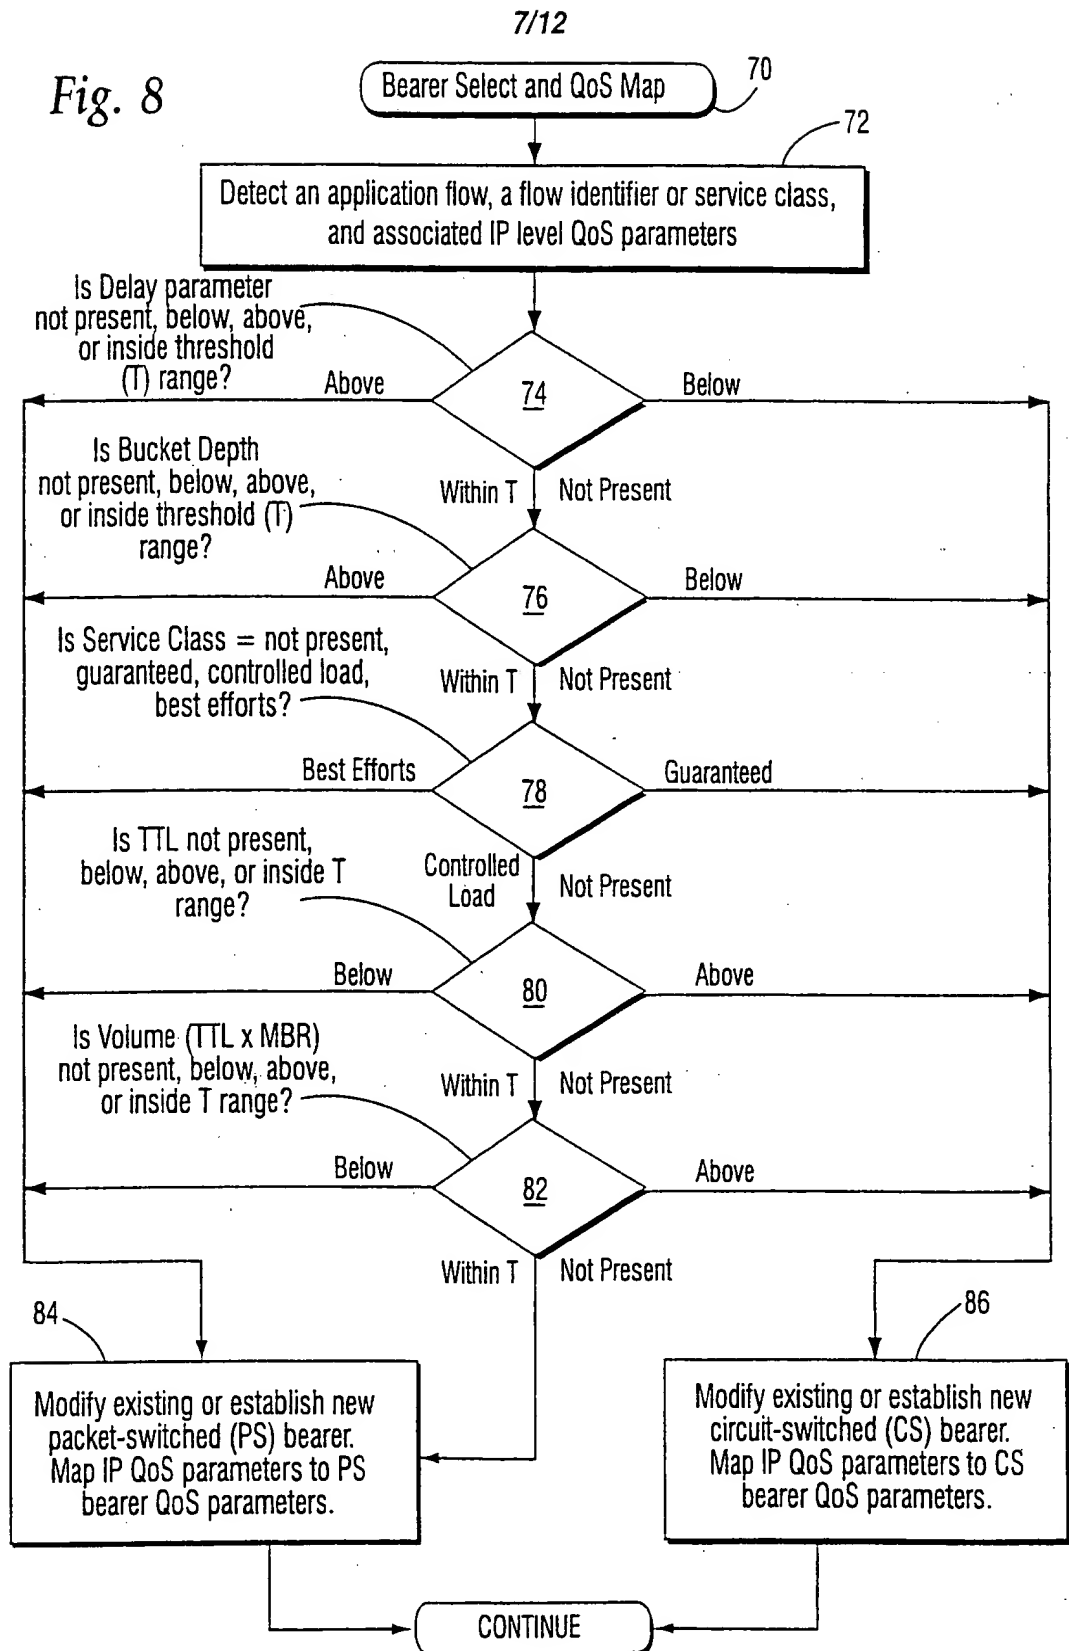 7/12
Fig. 8
Bearer Select and QoS Map
70
72
Detect an application flow, a flow identifier or service class,
and associated IP level QoS parameters
Is Delay parameter
not present, below, above,
or inside threshold
(T) range?
Above
74
Below
Within T
Not Present
Is Bucket Depth
not present, below, above,
or inside threshold (T)
range?
Above
76
Below
Within T
Not Present
Is Service Class = not present,
guaranteed, controlled load,
best efforts?
Best Efforts
78
Guaranteed
Controlled
Load
Not Present
Is TTL not present,
below, above, or inside T
range?
Below
80
Above
Within T
Not Present
Is Volume (TTL x MBR)
not present, below, above,
or inside T range?
Below
82
Above
Within T
Not Present
84
Modify existing or establish new
packet-switched (PS) bearer.
Map IP QoS parameters to PS
bearer QoS parameters.
86
Modify existing or establish new
circuit-switched (CS) bearer.
Map IP QoS parameters to CS
bearer QoS parameters.
CONTINUE